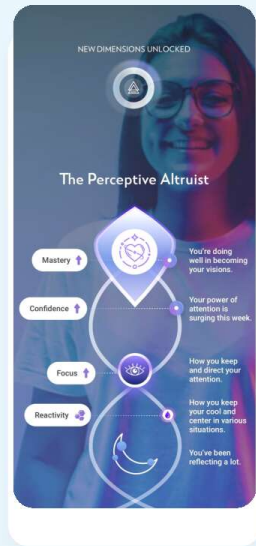 NEW DIMENSIONS UNLOCKED
The Perceptive Altruist
Mastery
You're doing
well in becoming
your visions.
Confidence
Your power of
attention is
surging this week.
Focus
How you keep
and direct your
attention.
Reactivity
How you keep
your cool and
center in various
situations.
You've been
reflecting a lot.